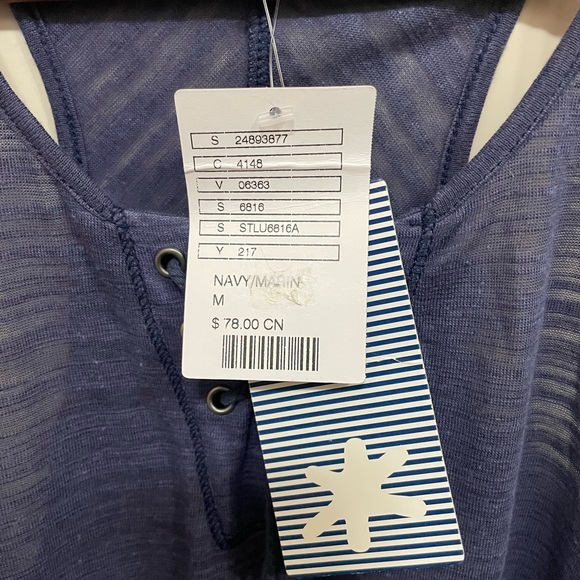 S 24893877
C 4148
V 06363
S 6816
S STLU6816A
Y 217
NAVY/MARIN
M
$ 78.00 CN